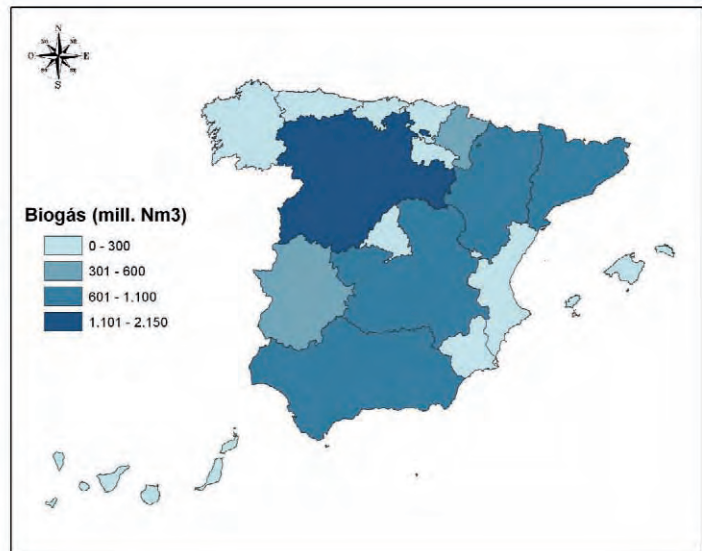 N
O E
S
Biogás (mill. Nm3)
0 - 300
301 - 600
601 - 1.100
1.101 - 2.150